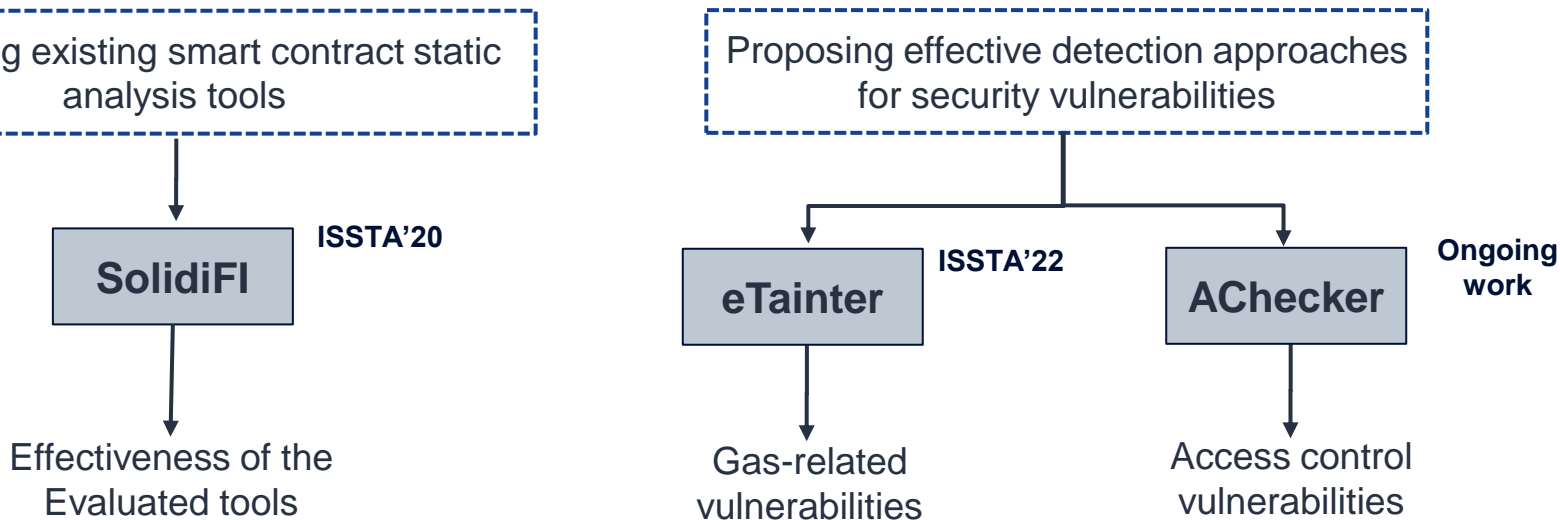 g existing smart contract static
analysis tools
Proposing effective detection approaches
for security vulnerabilities
SolidiFI
ISSTA'20
eTainter
ISSTA'22
AChecker
Ongoing
work
Effectiveness of the
Evaluated tools
Gas-related
vulnerabilities
Access control
vulnerabilities